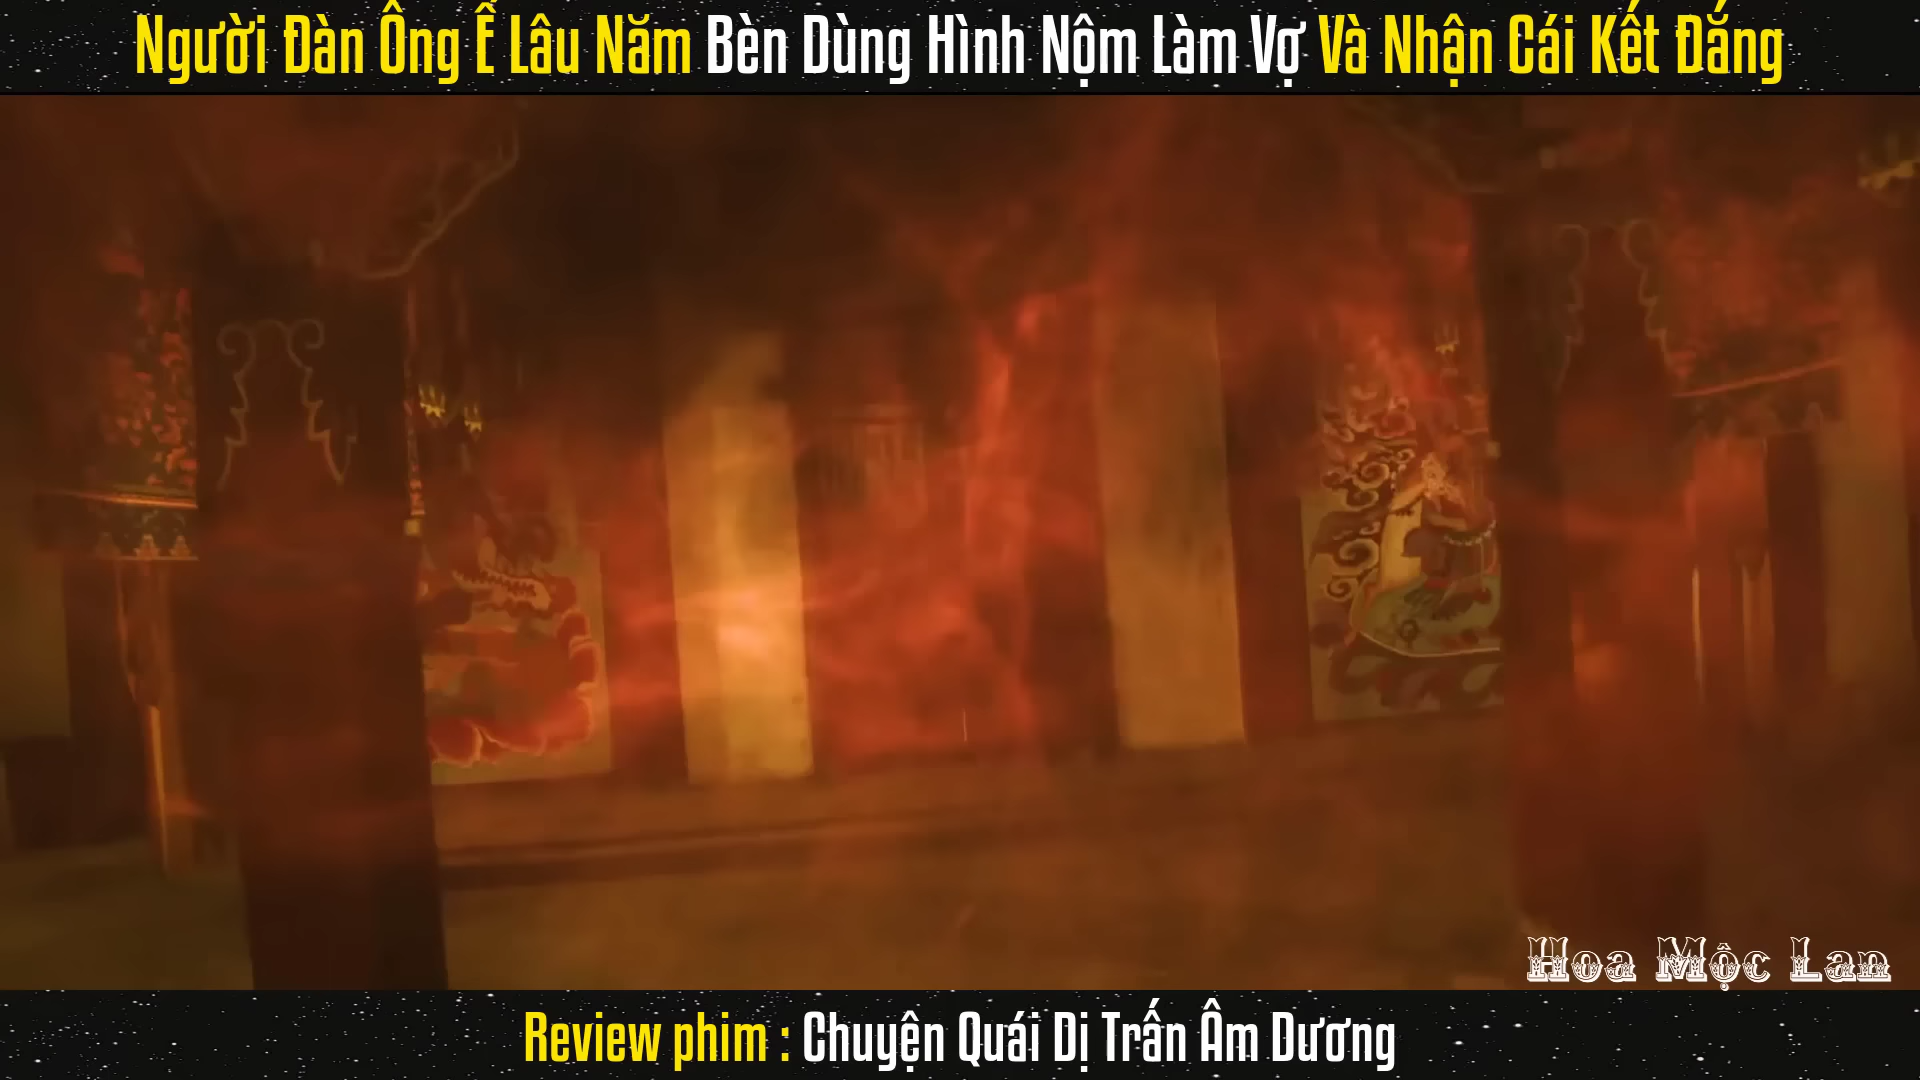 Người Đàn Ông Ế Lâu Năm Bèn Dùng Hình Nộm Làm Vợ Và Nhận Cái Kết Đắng
Hoa Mộc Lan
Review phim : Chuyện Quái Dị Trấn Âm Dương